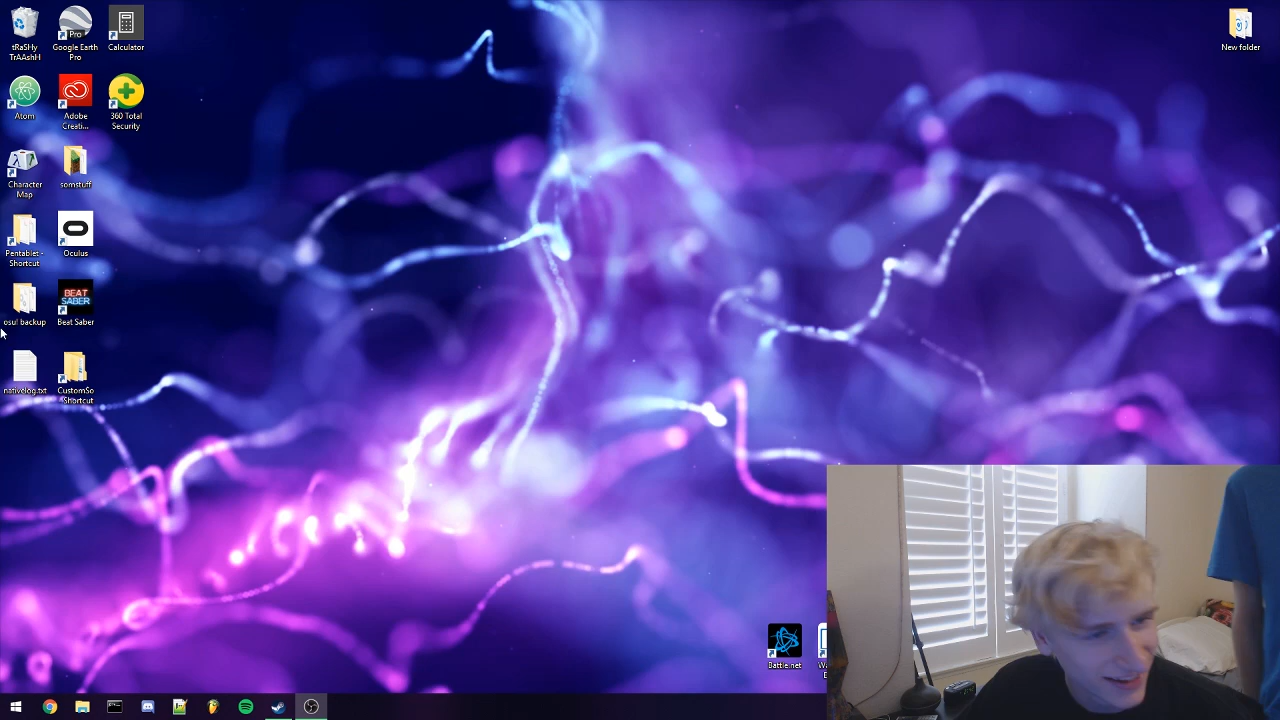 tRaSHy
TrAAshH
Google Earth
Pro
Pro
Calculator
New folder
Atom
Adobe
Creati...
360 Total
Security
Character
Map
somstuff
Pentablet -
Shortcut
Oculus
osu! backup
BEAT
SABER
Beat Saber
nativelog.txt
CustomSo
Shortcut
Battle.net